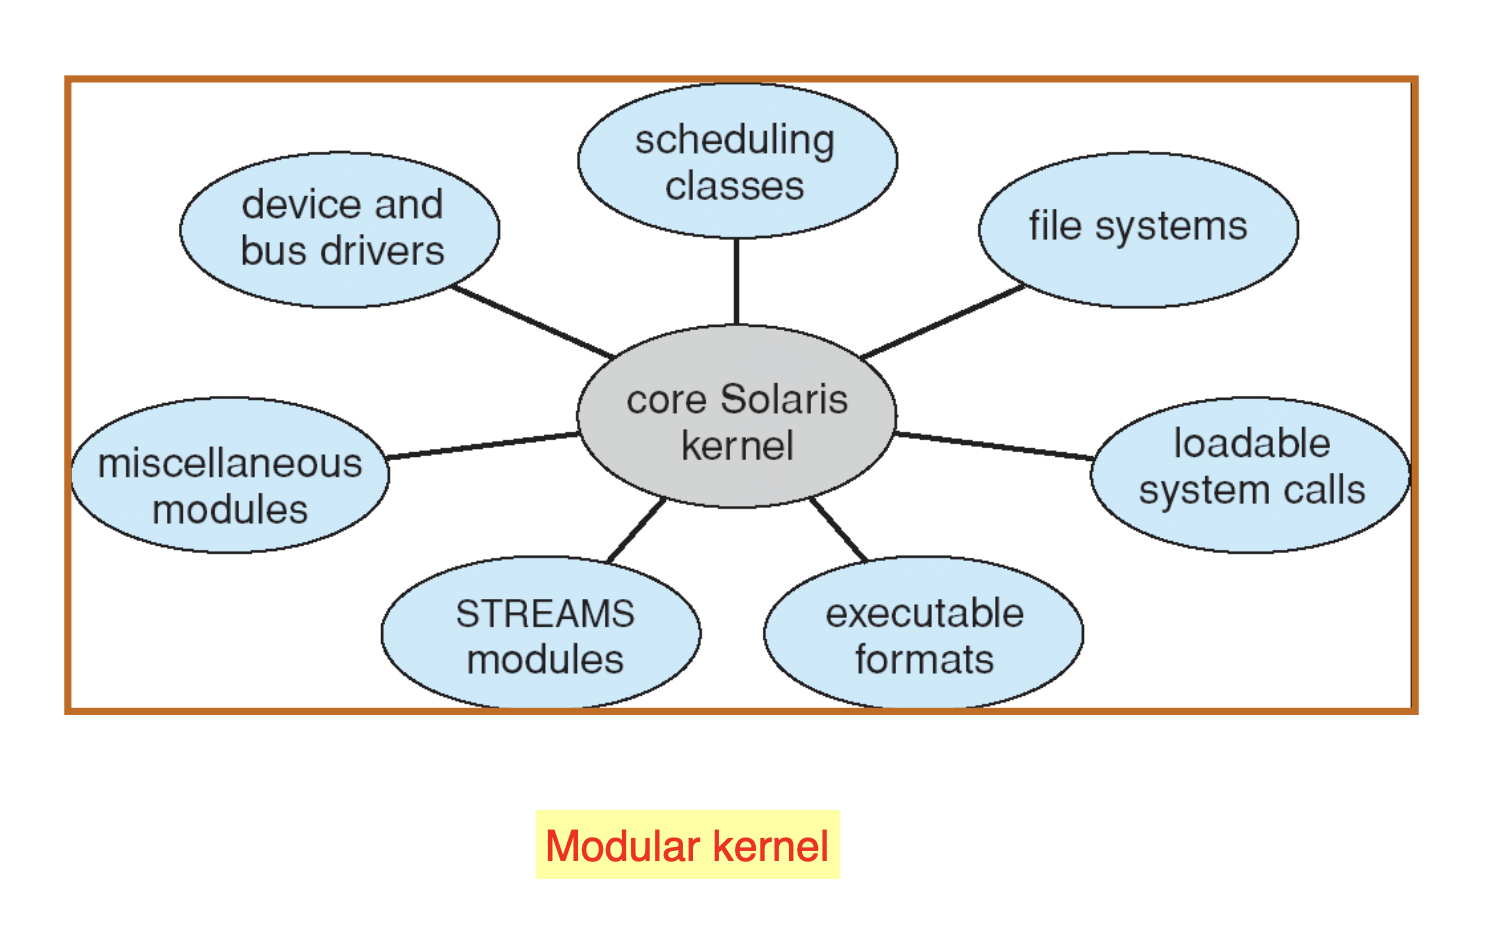 scheduling
classes
device and
bus drivers
file systems
core Solaris
kernel
miscellaneous
modules
loadable
system calls
STREAMS
modules
executable
formats
Modular kernel